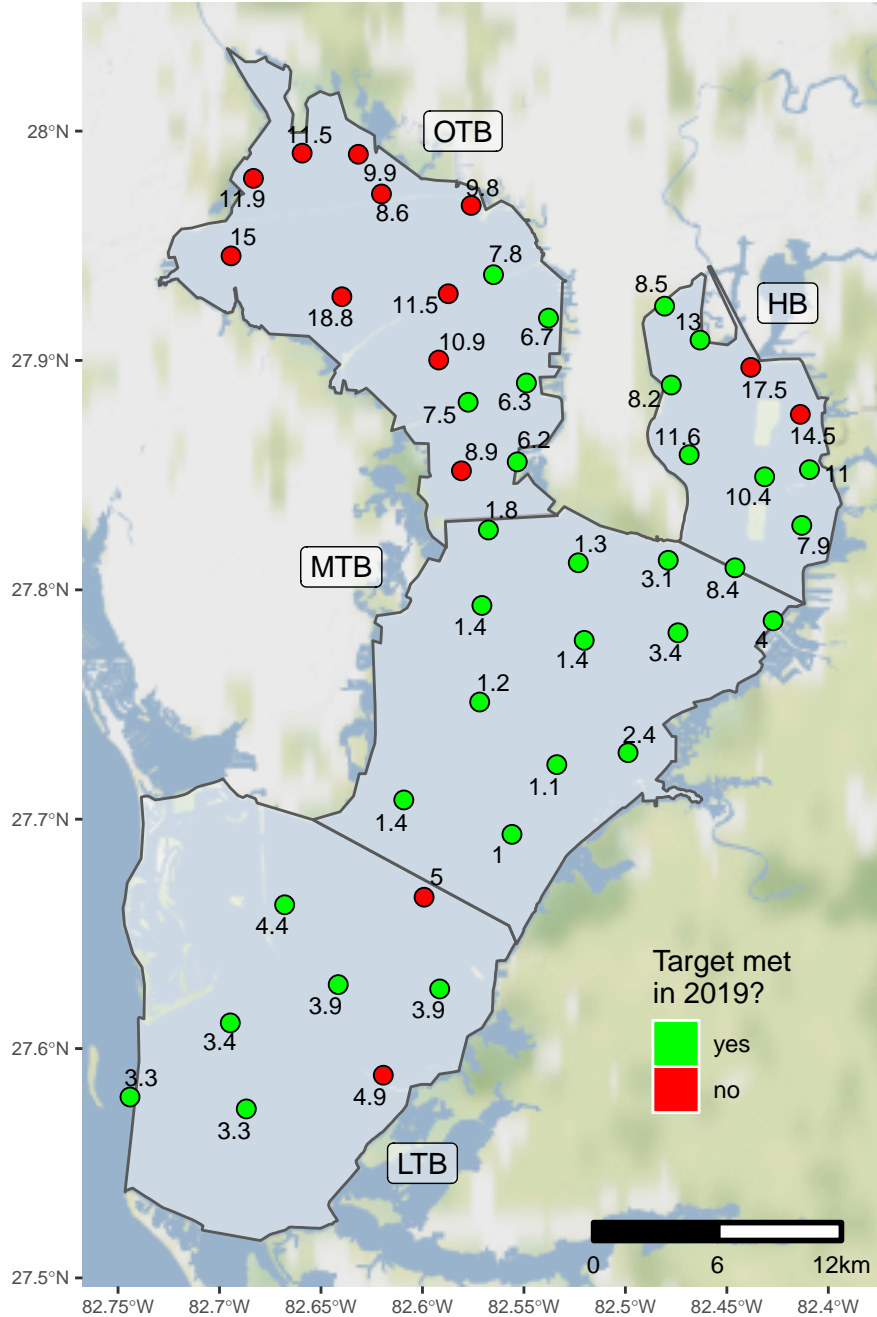 28°N
27.9°N
27.8°N
27.7°N
27.6°N
27.5°N
OTB
11.5
9.9
11.9
8.6
9.8
15
7.8
18.8
11.5
6.7
10.9
7.5
6.3
8.9
6.2
HB
8.5
13
17.5
8.2
14.5
11.6
10.4
11
7.9
8.4
MTB
1.8
1.3
3.1
1.4
1.4
3.4
4
1.2
2.4
1.1
1.4
1
5
4.4
3.9
3.9
3.4
3.3
4.9
3.3
LTB
Target met
in 2019?
yes
no
0 6 12km
82.75°W 82.7°W 82.65°W 82.6°W 82.55°W 82.5°W 82.45°W 82.4°W